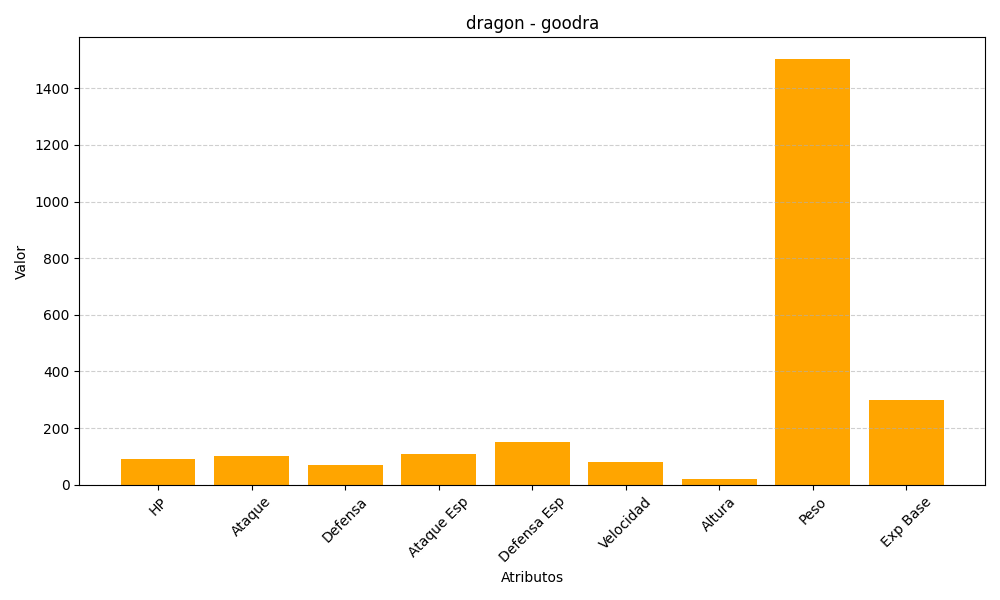 dragon - goodra
Valor
1400
1200
1000
800
600
400
200
0
HP
Ataque
Defensa
Ataque Esp
Defensa Esp
Velocidad
Altura
Peso
Exp Base
Atributos